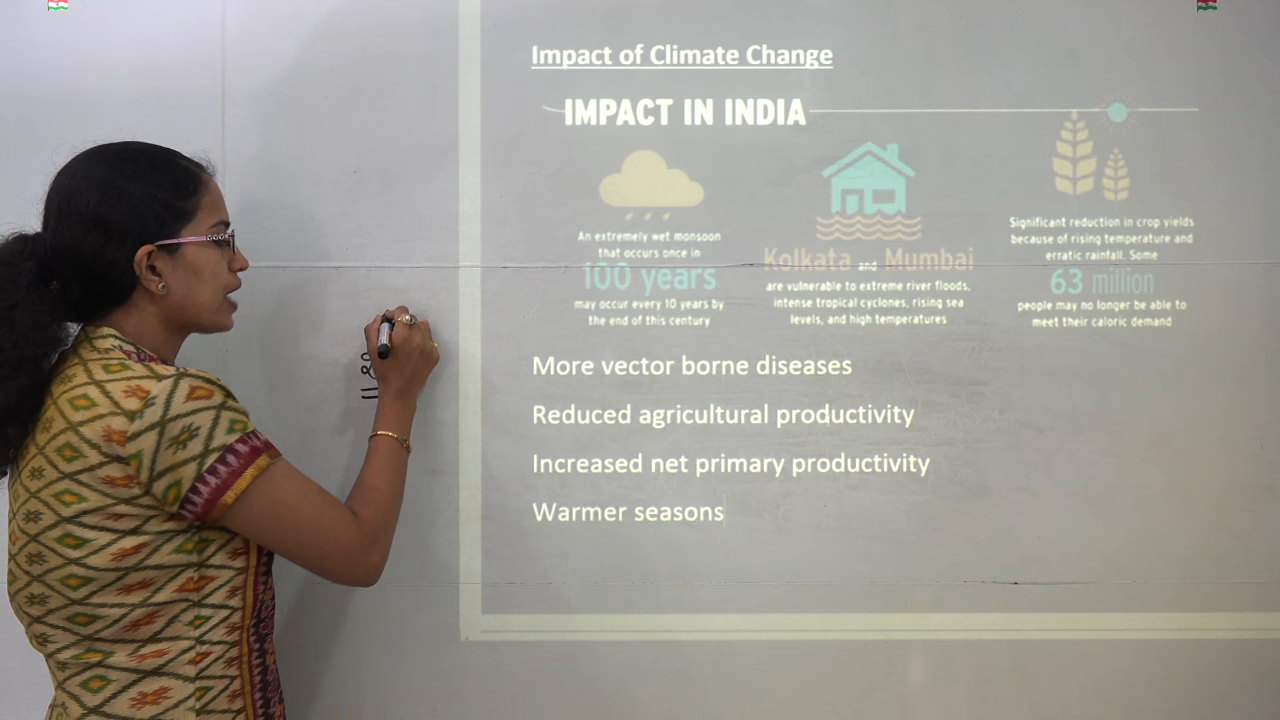 Impact of Climate Change
IMPACT IN INDIA
An extremely wet monsoon
that occurs once in
100 years
may occur every 10 years by
the end of this century
Kolkata and Mumbai
are vulnerable to extreme river floods,
intense tropical cyclones, rising sea
levels, and high temperatures
Significant reduction in crop yields
because of rising temperature and
erratic rainfall. Some
63 million
people may no longer be able to
meet their caloric demand
More vector borne diseases
Reduced agricultural productivity
Increased net primary productivity
Warmer seasons